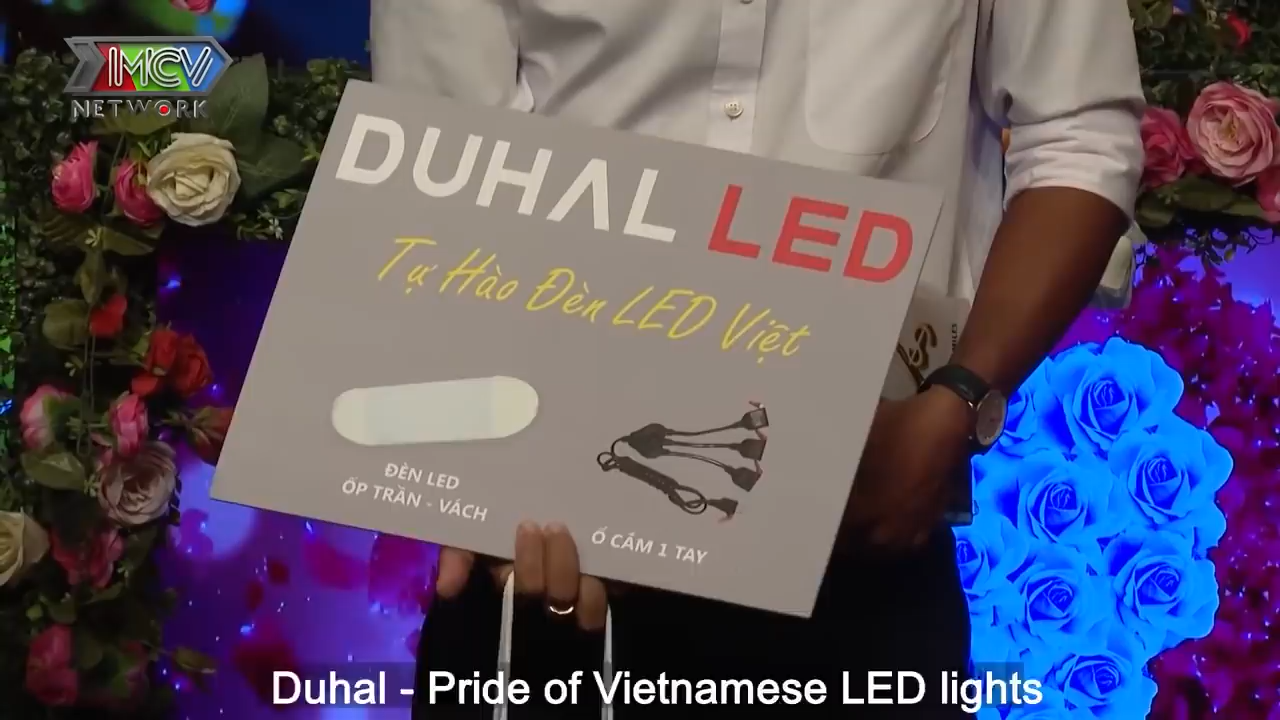 MCV
NETWORK
DUHAL LED
Tự Hào Đèn LED Việt
ĐÈN LED
ỐP TRẦN - VÁCH
Ổ CẮM 1 TAY
Duhal - Pride of Vietnamese LED lights